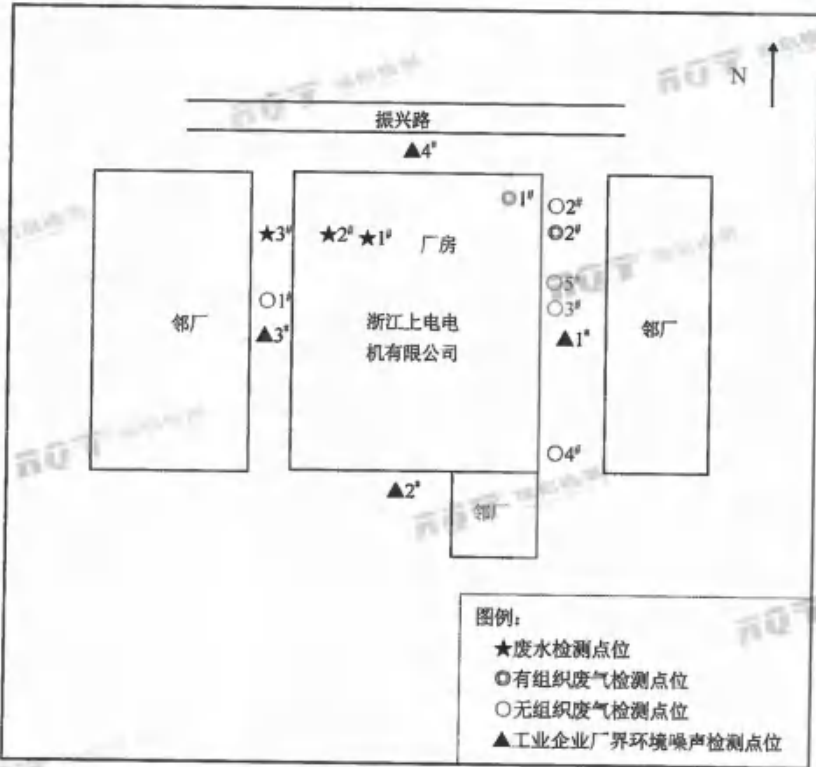 N
振兴路
▲4#
◎1#
○2#
★3#
★2#
★1#
厂房
◎2#
○5#
○1#
○3#
邻厂
浙江上电电
机有限公司
邻厂
▲3#
▲1#
○4#
▲2#
邻厂
图例：
★废水检测点位
◎有组织废气检测点位
○无组织废气检测点位
▲工业企业厂界环境噪声检测点位